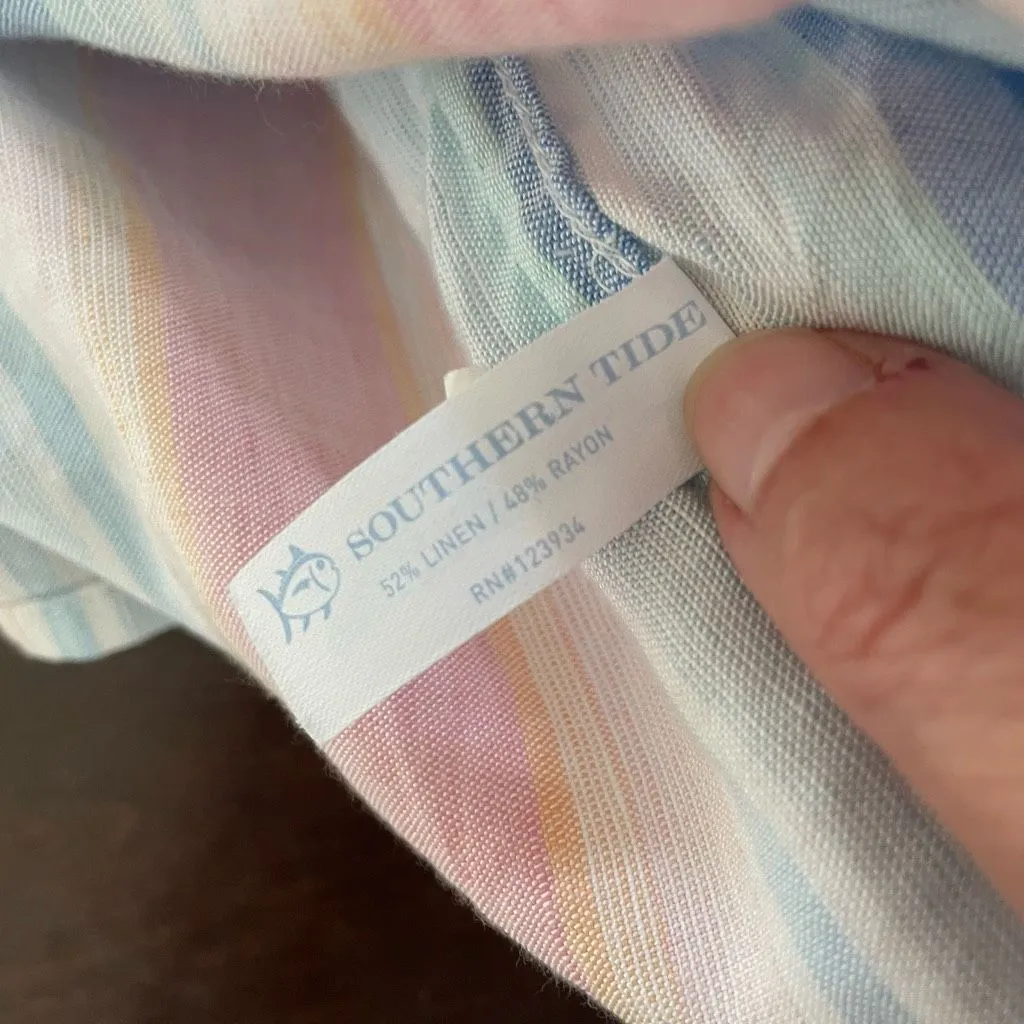 SOUTHERN TIDE
52% LINEN / 48% RAYON
RN#123934